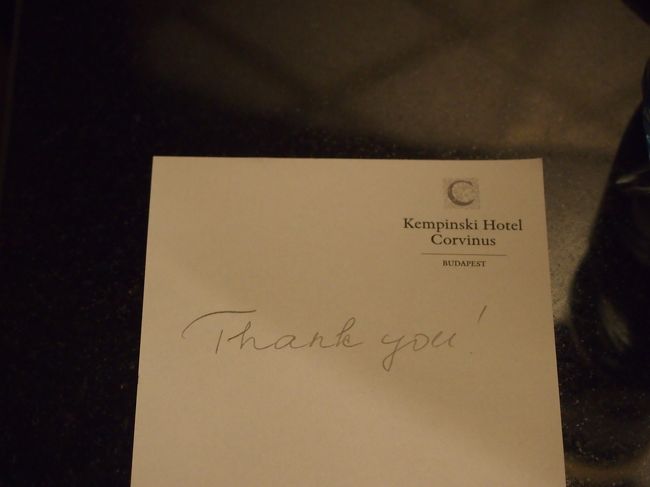 C
Kempinski Hotel
Corvinus
BUDAPEST
Thank you!